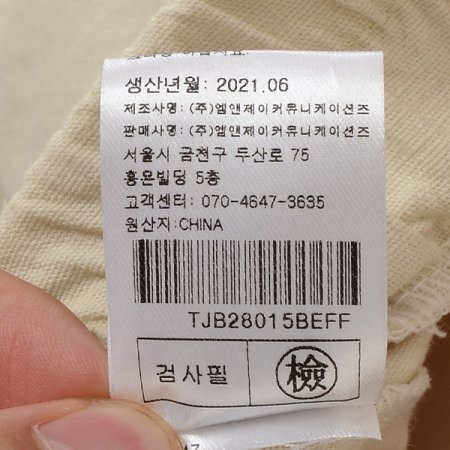 생산년월: 2021.06
제조사명: (주)엠앤제이커뮤니케이션즈
판매사명: (주)엠앤제이커뮤니케이션즈
서울시 금천구 두산로 75
홍온빌딩 5층
고객센터: 070-4647-3635
원산지:CHINA
TJB28015BEFF
검사필 檢